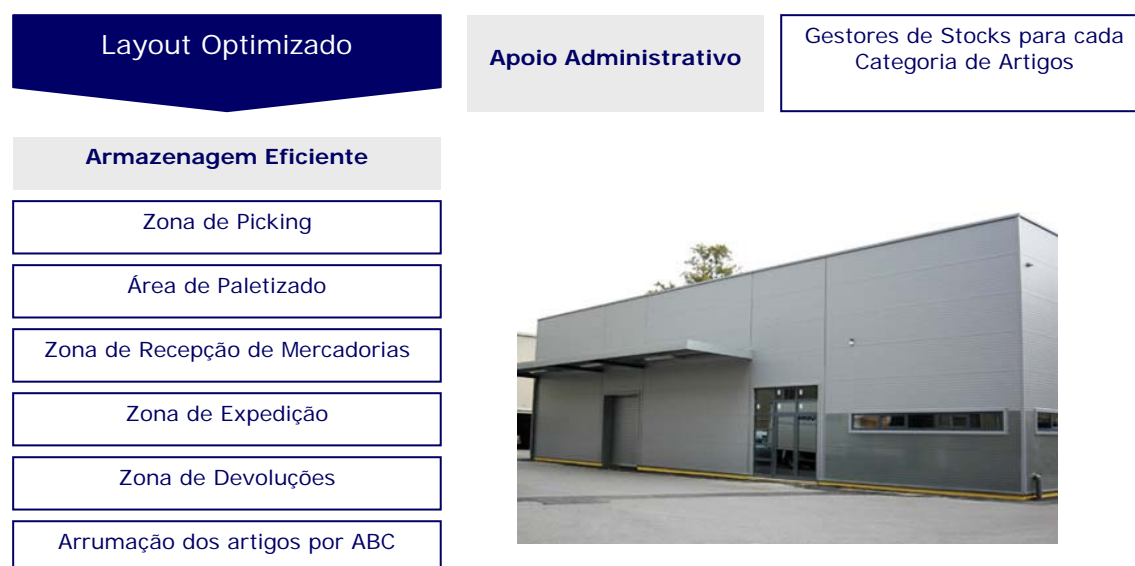 Layout Optimizado
Apoio Administrativo
Gestores de Stocks para cada
Categoria de Artigos
Armazenagem Eficiente
Zona de Picking
Área de Paletizado
Zona de Recepção de Mercadorias
Zona de Expedição
Zona de Devoluções
Arrumação dos artigos por ABC